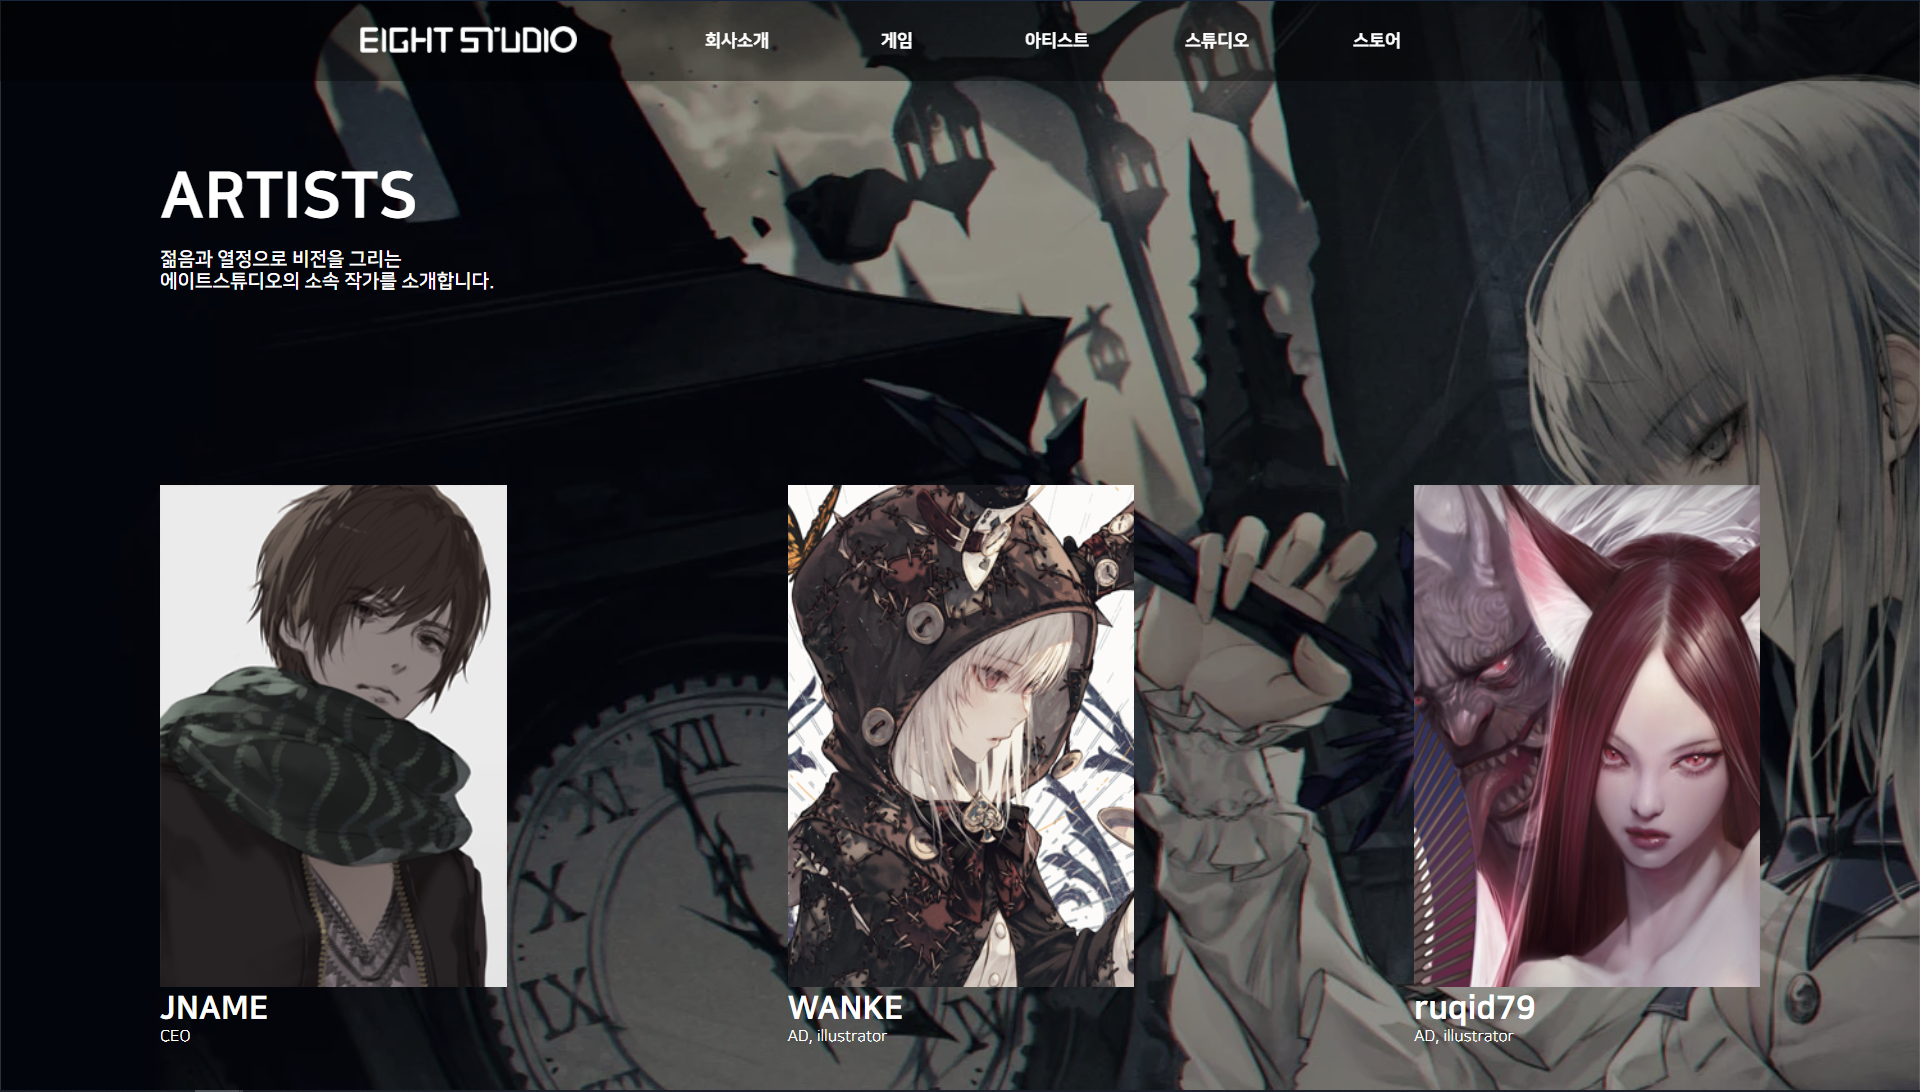 EIGHT STUDIO
회사소개
게임
아티스트
스튜디오
스토어
ARTISTS
젊음과 열정으로 비전을 그리는
에이트스튜디오의 소속 작가를 소개합니다.
JNAME
CEO
WANKE
AD, illustrator
ruqid79
AD, illustrator
XII
XI
X
IX